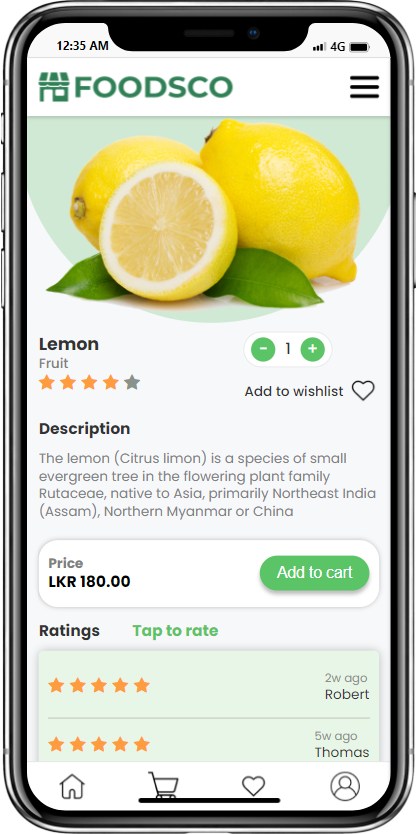 12:35 AM 4G
FOODSCO
Lemon
Fruit
- 1 +
Add to wishlist
Description
The lemon (Citrus limon) is a species of small
evergreen tree in the flowering plant family
Rutaceae, native to Asia, primarily Northeast India
(Assam), Northern Myanmar or China
Price
LKR 180.00
Add to cart
Ratings Tap to rate
2w ago
Robert
5w ago
Thomas